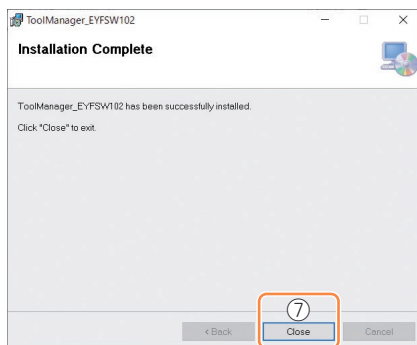 ToolManager_EYFSW102
Installation Complete
ToolManager_EYFSW102 has been successfully installed.
Click "Close" to exit.
⑦
< Back Close Cancel